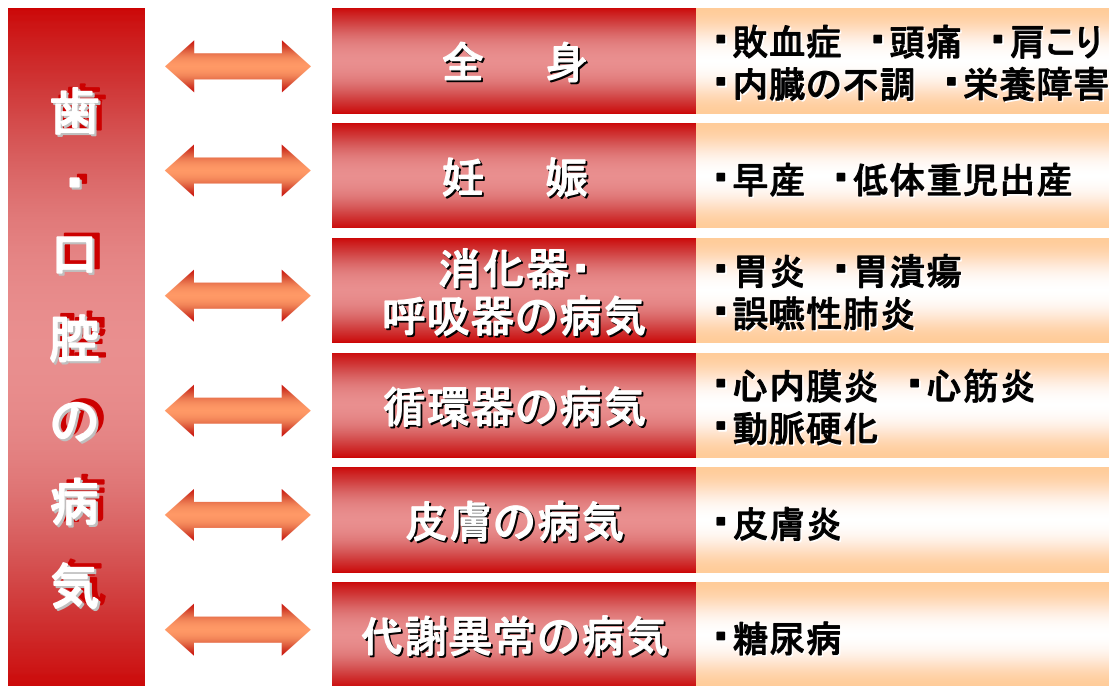 歯・口腔の病気
全　身
・敗血症　・頭痛　・肩こり
・内臓の不調　・栄養障害
妊　娠
・早産　・低体重児出産
消化器・
呼吸器の病気
・胃炎　・胃潰瘍
・誤嚥性肺炎
循環器の病気
・心内膜炎　・心筋炎
・動脈硬化
皮膚の病気
・皮膚炎
代謝異常の病気
・糖尿病